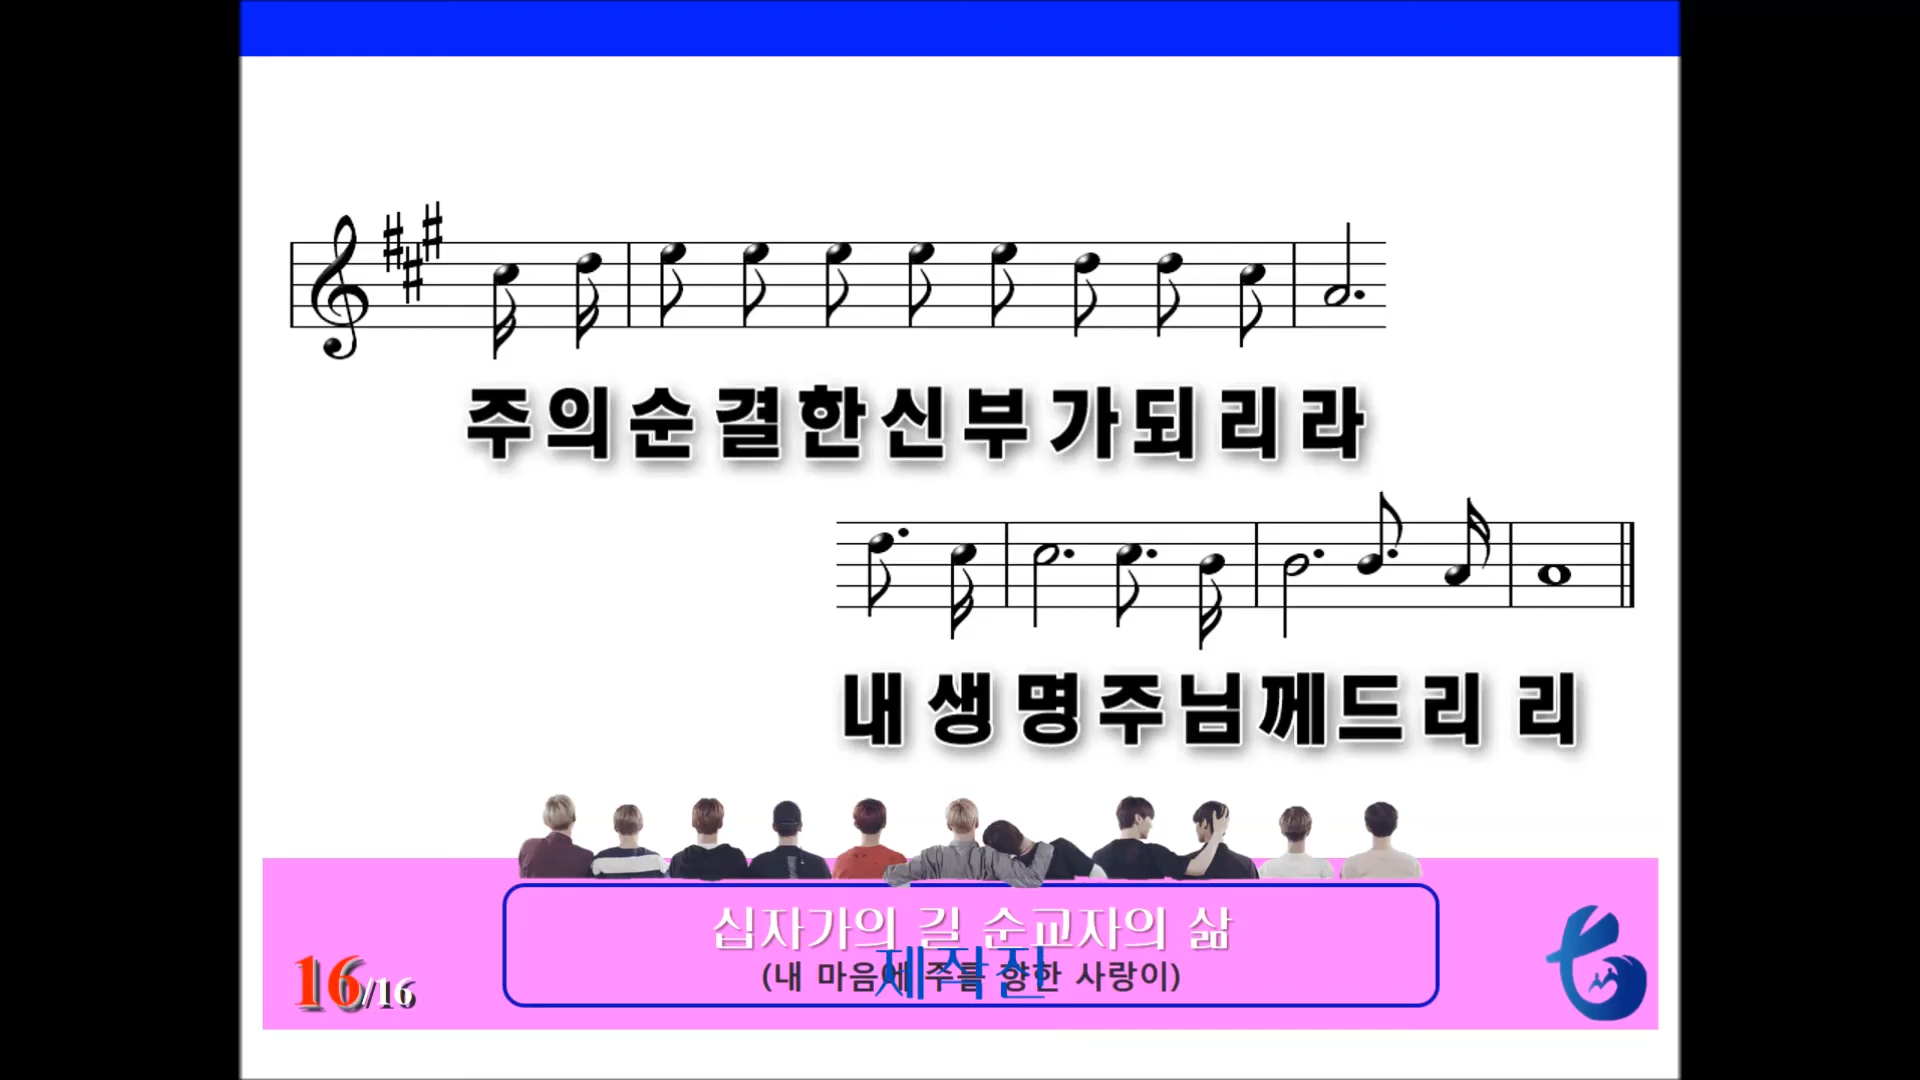 주의순결한신부가되리라
내생명주님께드리리
십자가의 길 순교자의 삶
(내 마음에 주를 향한 사랑이)
제작진
16/16